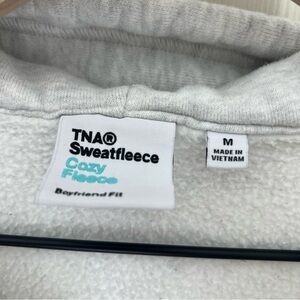 TNA®
Sweatfleece
Cozy
Fleece
Boyfriend Fit
M
MADE IN
VIETNAM